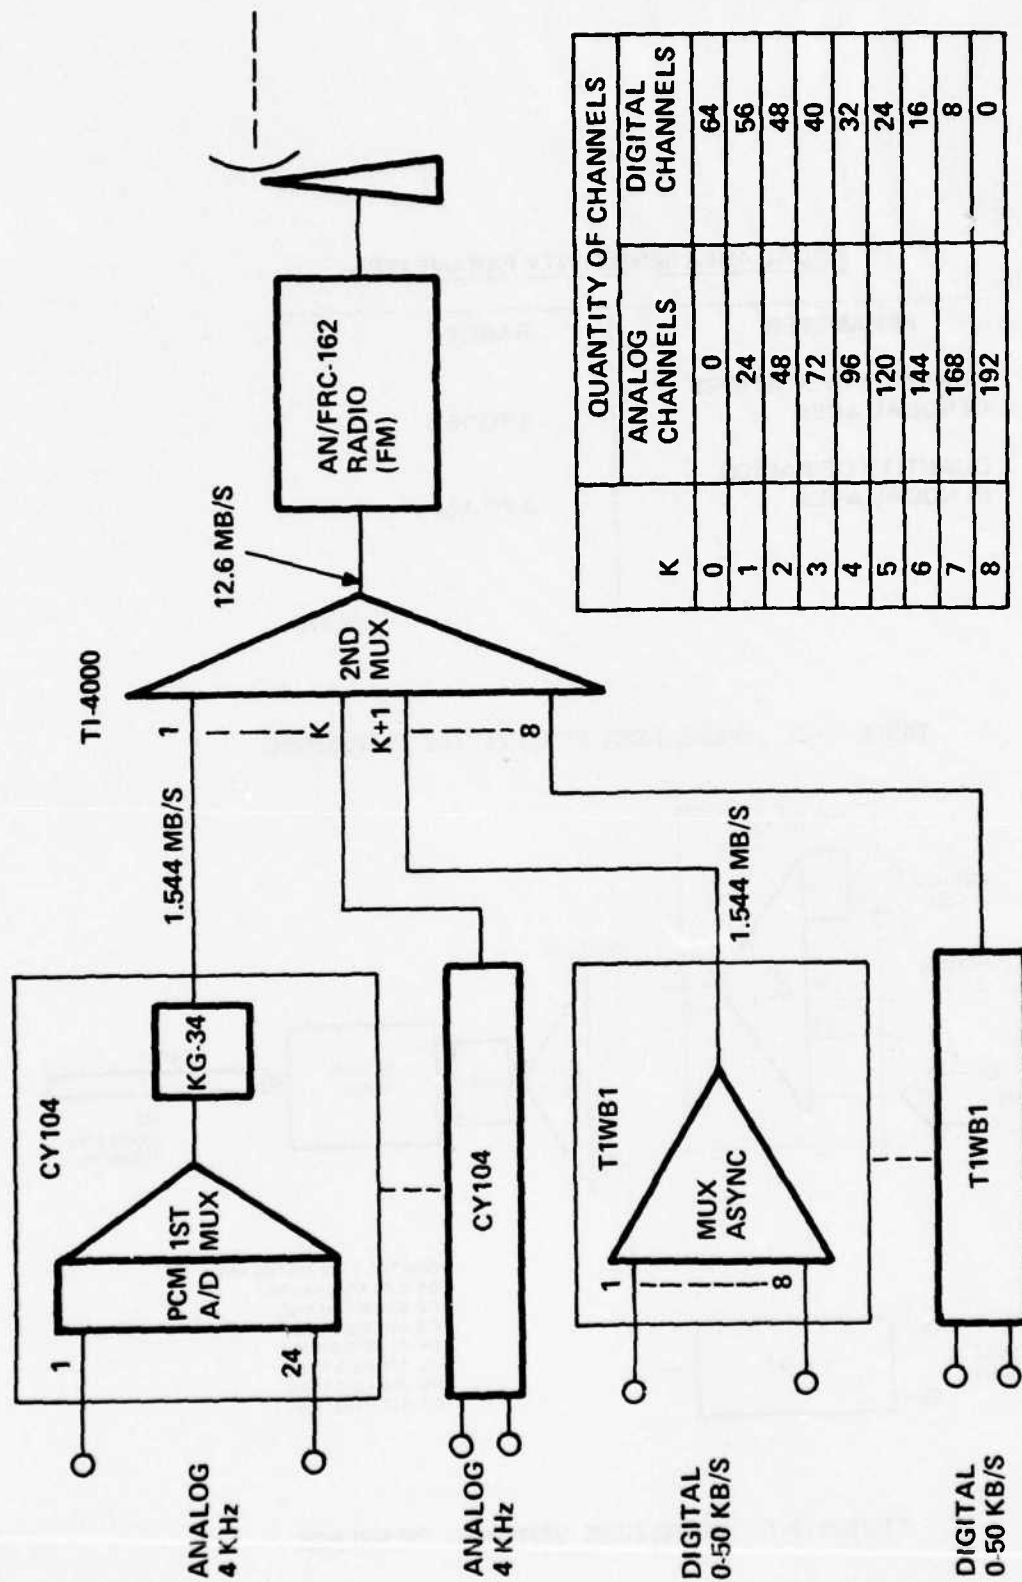 TI-4000
CY104
PCM
A/D
1ST
MUX
KG-34
1
24
ANALOG
4 KHz
1.544 MB/S
1
K
K+1
8
2ND
MUX
12.6 MB/S
AN/FRC-162
RADIO
(FM)
CY104
ANALOG
4 KHz
T1WB1
MUX
ASYNC
1
8
DIGITAL
0-50 KB/S
1.544 MB/S
T1WB1
DIGITAL
0-50 KB/S
QUANTITY OF CHANNELS
K ANALOG CHANNELS DIGITAL CHANNELS
0 0 64
1 24 56
2 48 48
3 72 40
4 96 32
5 120 24
6 144 16
7 168 8
8 192 0